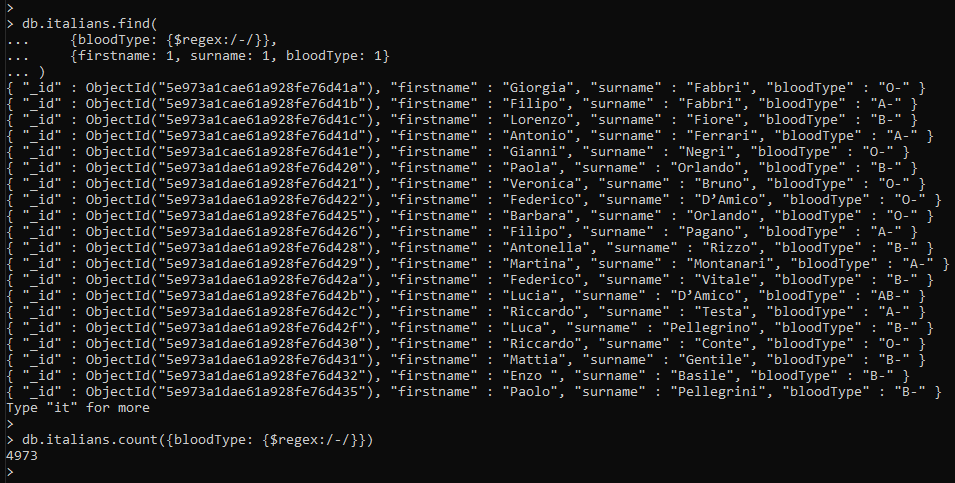 >
> db.italians.find(
...     {bloodType: {$regex:/-/}},
...     {firstname: 1, surname: 1, bloodType: 1}
... )
{ "_id" : ObjectId("5e973a1cae61a928fe76d41a"), "firstname" : "Giorgia", "surname" : "Fabbri", "bloodType" : "O-" }
{ "_id" : ObjectId("5e973a1cae61a928fe76d41b"), "firstname" : "Filipo", "surname" : "Fabbri", "bloodType" : "A-" }
{ "_id" : ObjectId("5e973a1cae61a928fe76d41c"), "firstname" : "Lorenzo", "surname" : "Fiore", "bloodType" : "B-" }
{ "_id" : ObjectId("5e973a1cae61a928fe76d41d"), "firstname" : "Antonio", "surname" : "Ferrari", "bloodType" : "A-" }
{ "_id" : ObjectId("5e973a1cae61a928fe76d41e"), "firstname" : "Gianni", "surname" : "Negri", "bloodType" : "O-" }
{ "_id" : ObjectId("5e973a1dae61a928fe76d420"), "firstname" : "Paola", "surname" : "Orlando", "bloodType" : "B-" }
{ "_id" : ObjectId("5e973a1dae61a928fe76d421"), "firstname" : "Veronica", "surname" : "Bruno", "bloodType" : "O-" }
{ "_id" : ObjectId("5e973a1dae61a928fe76d422"), "firstname" : "Federico", "surname" : "D’Amico", "bloodType" : "O-" }
{ "_id" : ObjectId("5e973a1dae61a928fe76d425"), "firstname" : "Barbara", "surname" : "Orlando", "bloodType" : "O-" }
{ "_id" : ObjectId("5e973a1dae61a928fe76d426"), "firstname" : "Filipo", "surname" : "Pagano", "bloodType" : "A-" }
{ "_id" : ObjectId("5e973a1dae61a928fe76d428"), "firstname" : "Antonella", "surname" : "Rizzo", "bloodType" : "B-" }
{ "_id" : ObjectId("5e973a1dae61a928fe76d429"), "firstname" : "Martina", "surname" : "Montanari", "bloodType" : "A-" }
{ "_id" : ObjectId("5e973a1dae61a928fe76d42a"), "firstname" : "Federica", "surname" : "Vitale", "bloodType" : "B-" }
{ "_id" : ObjectId("5e973a1dae61a928fe76d42b"), "firstname" : "Lucia", "surname" : "D’Amico", "bloodType" : "AB-" }
{ "_id" : ObjectId("5e973a1dae61a928fe76d42c"), "firstname" : "Riccardo", "surname" : "Testa", "bloodType" : "A-" }
{ "_id" : ObjectId("5e973a1dae61a928fe76d42f"), "firstname" : "Luca", "surname" : "Pellegrino", "bloodType" : "B-" }
{ "_id" : ObjectId("5e973a1dae61a928fe76d430"), "firstname" : "Riccardo", "surname" : "Conte", "bloodType" : "O-" }
{ "_id" : ObjectId("5e973a1dae61a928fe76d431"), "firstname" : "Mattia", "surname" : "Gentile", "bloodType" : "B-" }
{ "_id" : ObjectId("5e973a1dae61a928fe76d432"), "firstname" : "Enzo ", "surname" : "Basile", "bloodType" : "B-" }
{ "_id" : ObjectId("5e973a1dae61a928fe76d435"), "firstname" : "Paolo", "surname" : "Pellegrini", "bloodType" : "B-" }
Type "it" for more
>
> db.italians.count({bloodType: {$regex:/-/}})
4973
>